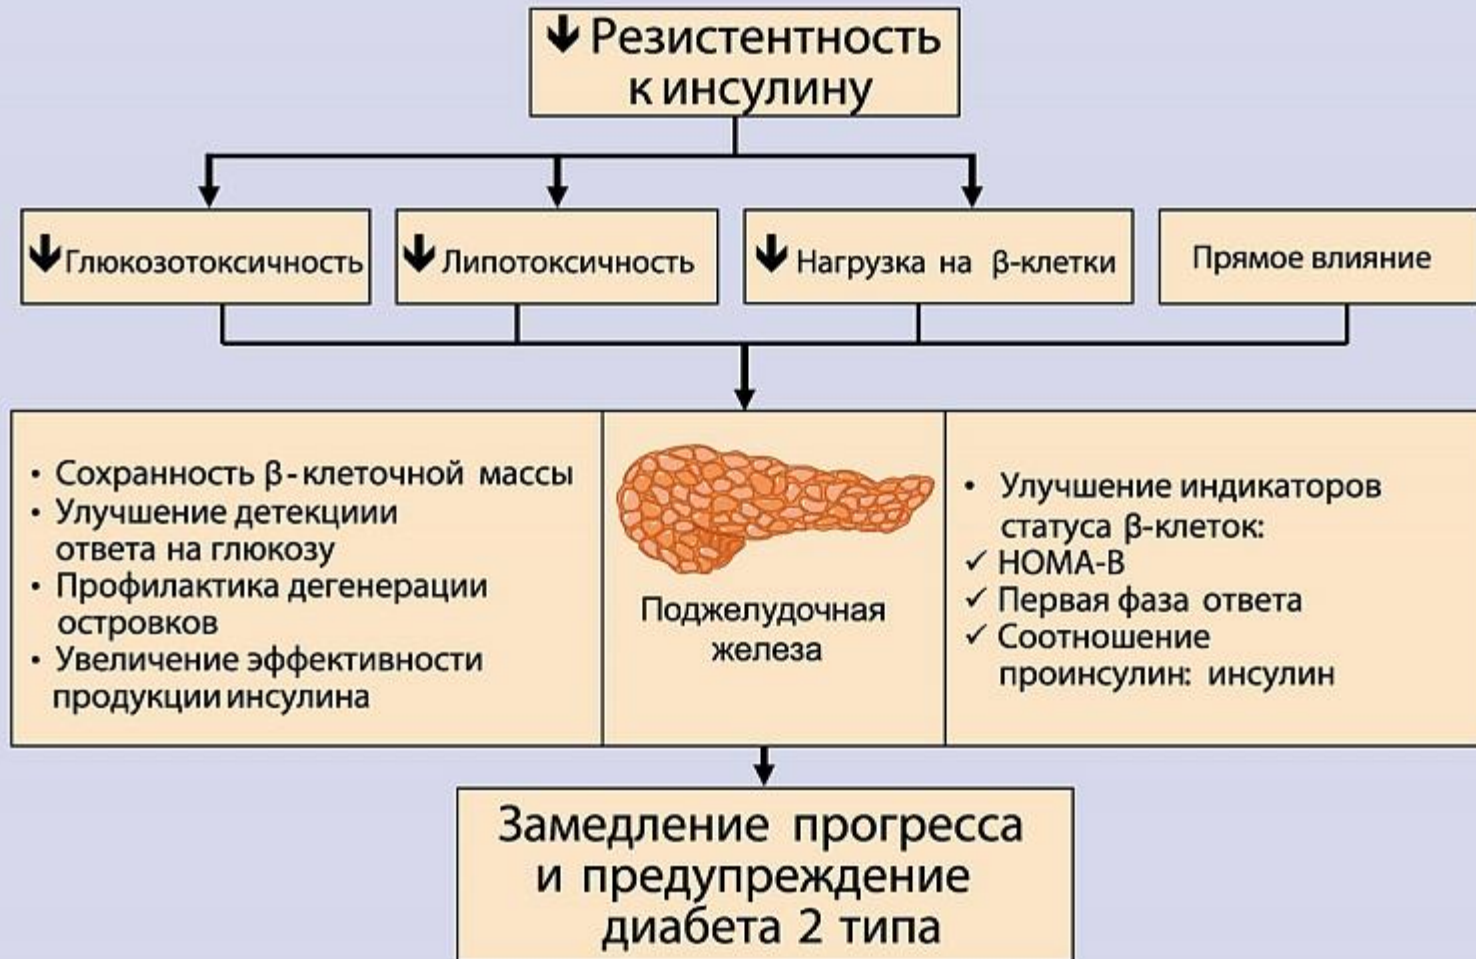 ↓ Резистентность
к инсулину
↓ Глюкозотоксичность
↓ Липотоксичность
↓ Нагрузка на β-клетки
Прямое влияние
• Сохранность β-клеточной массы
• Улучшение детекциии
ответа на глюкозу
• Профилактика дегенерации
островков
• Увеличение эффективности
продукции инсулина
Поджелудочная
железа
• Улучшение индикаторов
статуса β-клеток:
✓ HOMA-B
✓ Первая фаза ответа
✓ Соотношение
проинсулин: инсулин
Замедление прогресса
и предупреждение
диабета 2 типа